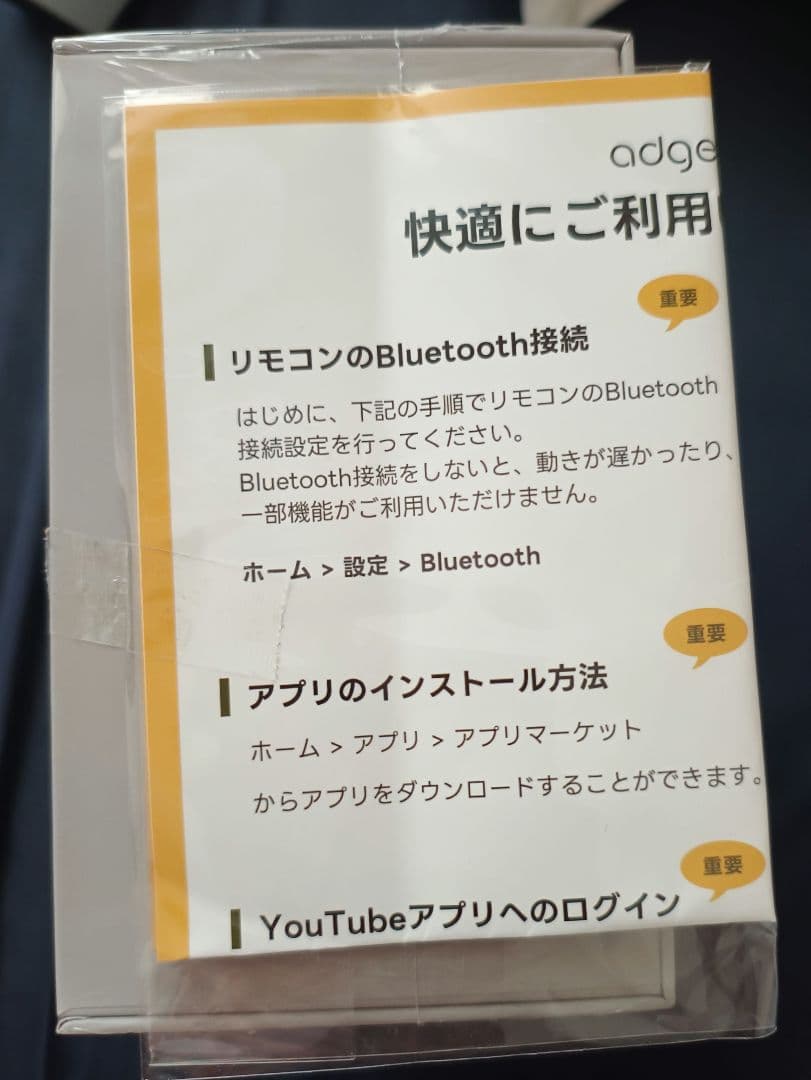 adge
快適にご利用
重要
リモコンのBluetooth接続
はじめに、下記の手順でリモコンのBluetooth
接続設定を行ってください。
Bluetooth接続をしないと、動きが遅かったり、
一部機能がご利用いただけません。
ホーム > 設定 > Bluetooth
重要
アプリのインストール方法
ホーム > アプリ > アプリマーケット
からアプリをダウンロードすることができます。
重要
YouTubeアプリへのログイン